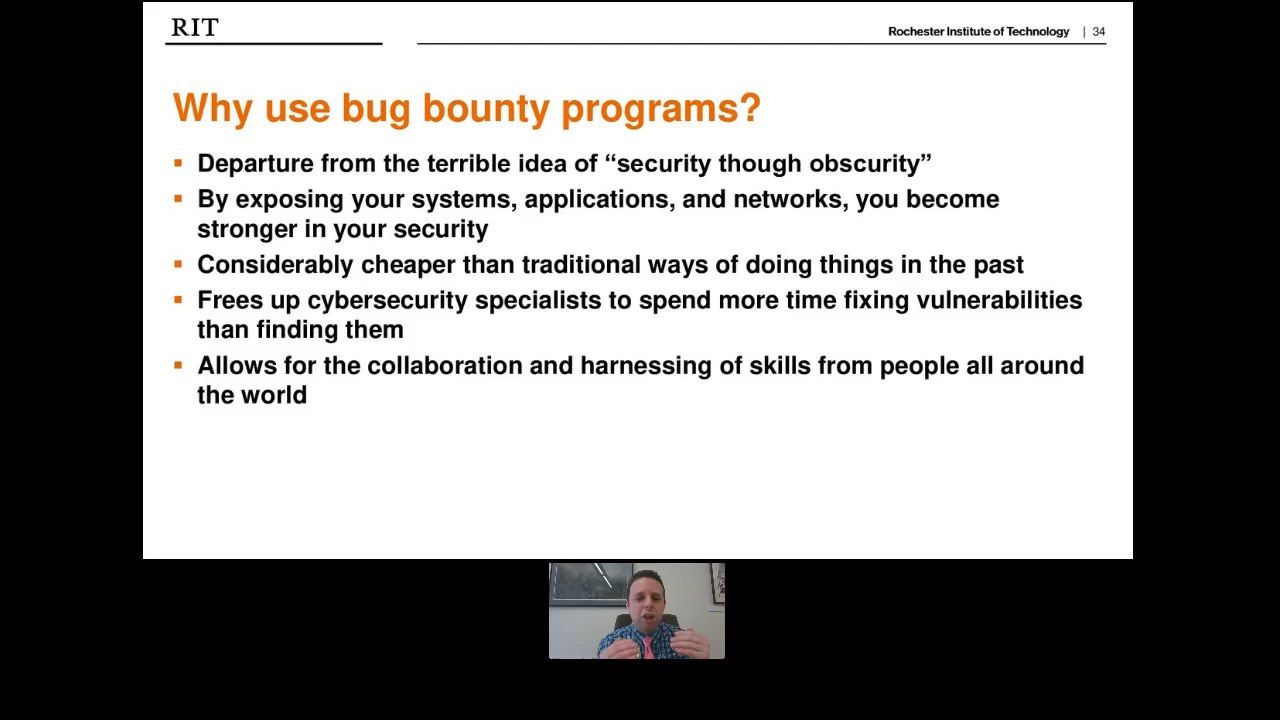 RIT
Rochester Institute of Technology | 34
Why use bug bounty programs?
▪ Departure from the terrible idea of “security though obscurity”
▪ By exposing your systems, applications, and networks, you become
stronger in your security
▪ Considerably cheaper than traditional ways of doing things in the past
▪ Frees up cybersecurity specialists to spend more time fixing vulnerabilities
than finding them
▪ Allows for the collaboration and harnessing of skills from people all around
the world